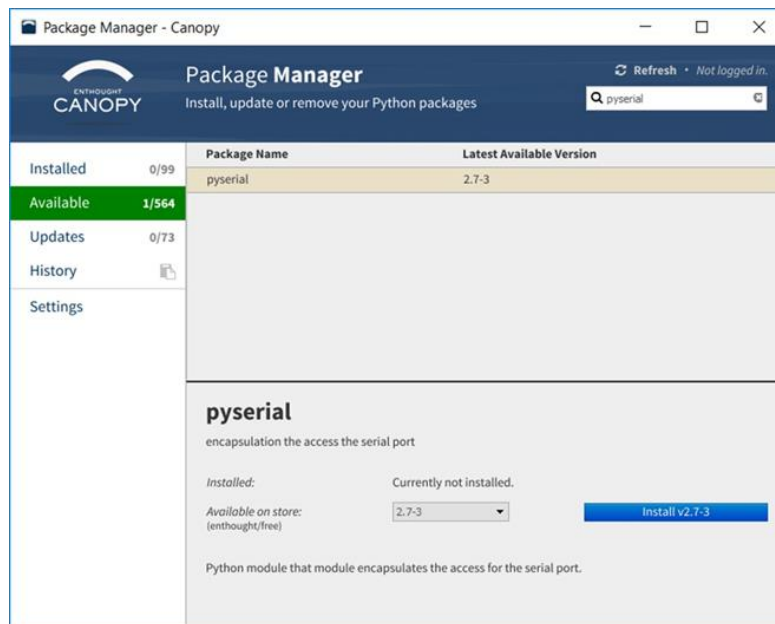 Package Manager - Canopy
ENTHOUGHT
CANOPY
Package Manager
Install, update or remove your Python packages
Refresh • Not logged in.
pyserial
Installed 0/99
Available 1/564
Updates 0/73
History
Settings
Package Name Latest Available Version
pyserial 2.7-3
pyserial
encapsulation the access the serial port
Installed: Currently not installed.
Available on store: 2.7-3 Install v2.7-3
(enthought/free)
Python module that module encapsulates the access for the serial port.